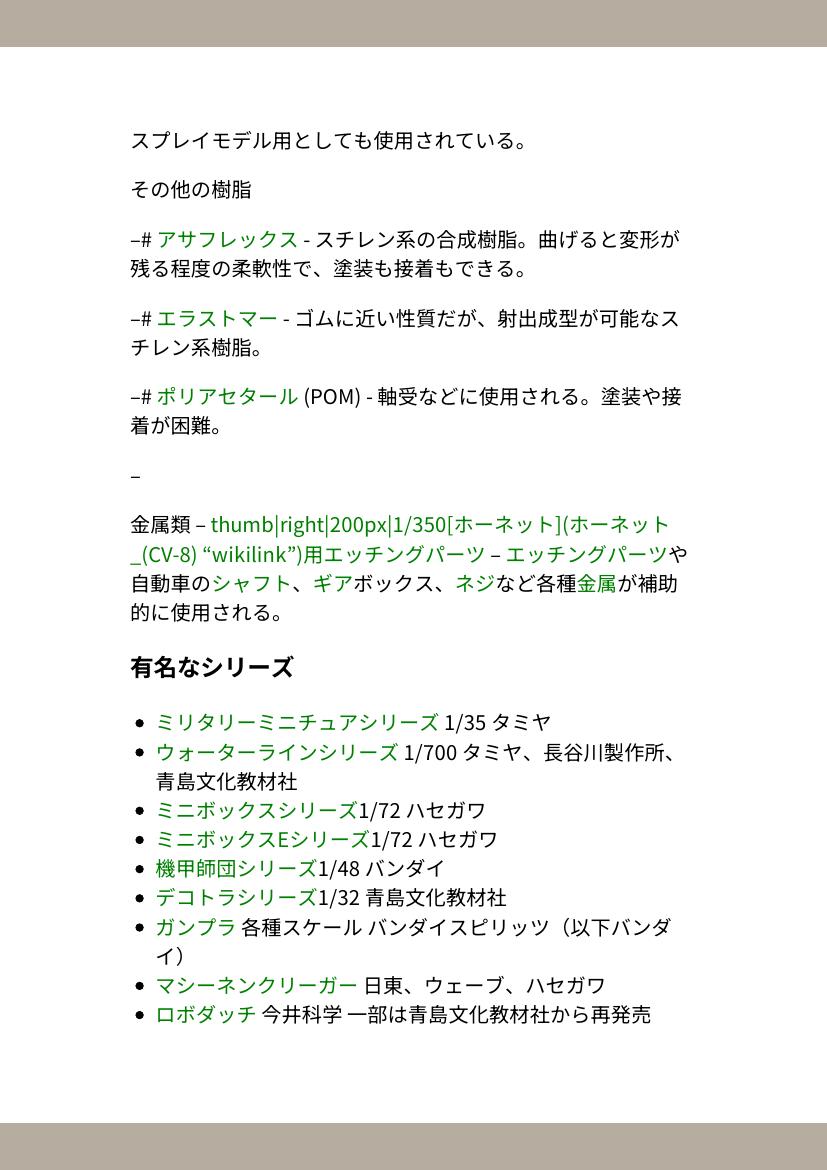 スプレイモデル用としても使用されている。
その他の樹脂
–# アサフレックス - スチレン系の合成樹脂。曲げると変形が
残る程度の柔軟性で、塗装も接着もできる。
–# エラストマー - ゴムに近い性質だが、射出成型が可能なス
チレン系樹脂。
–# ポリアセタール (POM) - 軸受などに使用される。塗装や接
着が困難。
–
金属類 – thumb|right|200px|1/350[ホーネット](ホーネット
_(CV-8) “wikilink”)用エッチングパーツ – エッチングパーツや
自動車のシャフト、ギアボックス、ネジなど各種金属が補助
的に使用される。
有名なシリーズ
• ミリタリーミニチュアシリーズ 1/35 タミヤ
• ウォーターラインシリーズ 1/700 タミヤ、長谷川製作所、
青島文化教材社
• ミニボックスシリーズ1/72 ハセガワ
• ミニボックスEシリーズ1/72 ハセガワ
• 機甲師団シリーズ1/48 バンダイ
• デコトラシリーズ1/32 青島文化教材社
• ガンプラ 各種スケール バンダイスピリッツ（以下バンダ
イ）
• マシーネンクリーガー 日東、ウェーブ、ハセガワ
• ロボダッチ 今井科学 一部は青島文化教材社から再発売